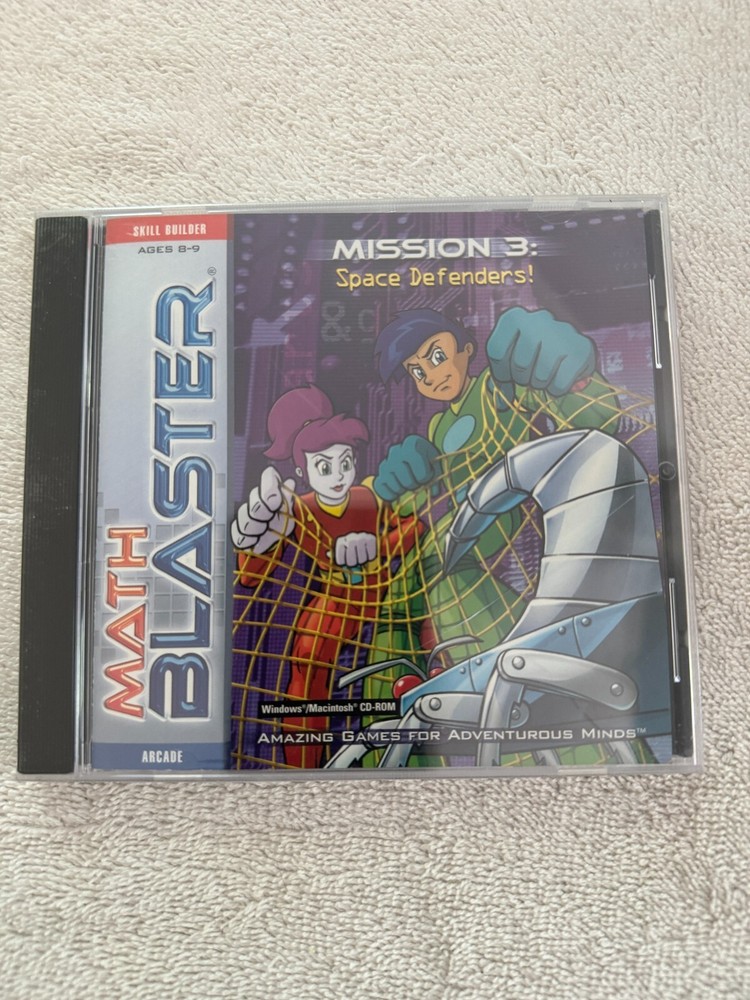 SKILL BUILDER
AGES 8-9
MATH
BLASTER®
ARCADE
MISSION 3:
Space Defenders!
&
Windows®/Macintosh® CD-ROM
AMAZING GAMES FOR ADVENTUROUS MINDS™